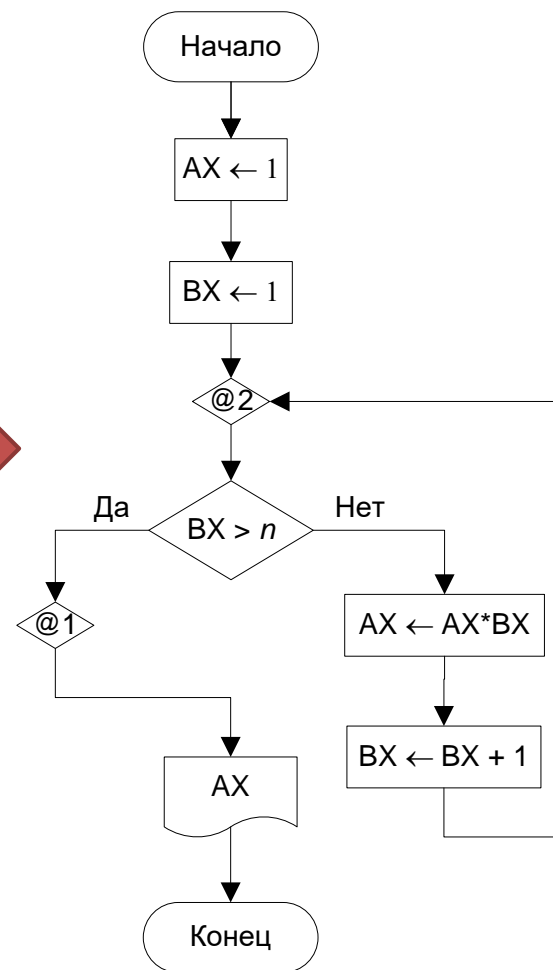 Начало
AX ← 1
BX ← 1
@2
Да
Нет
BX > n
@1
AX ← AX*BX
BX ← BX + 1
AX
Конец